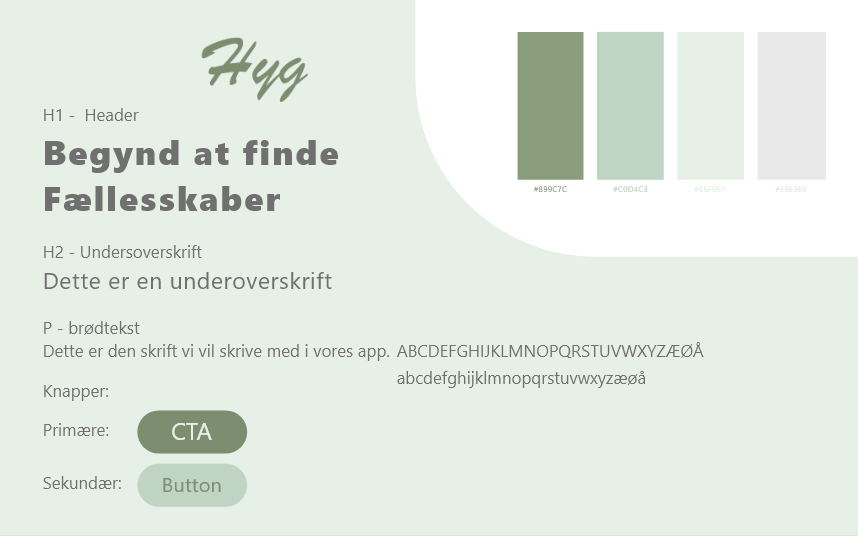 Hyg
H1 -  Header
Begynd at finde
Fællesskaber
#899C7C
#C0D4C3
#E6F0E7
#E8E8E8
H2 - Undersoverskrift
Dette er en underoverskrift
P - brødtekst
Dette er den skrift vi vil skrive med i vores app.
ABCDEFGHIJKLMNOPQRSTUVWXYZÆØÅ
abcdefghijklmnopqrstuvwxyzæøå
Knapper:
Primære:
CTA
Sekundær:
Button